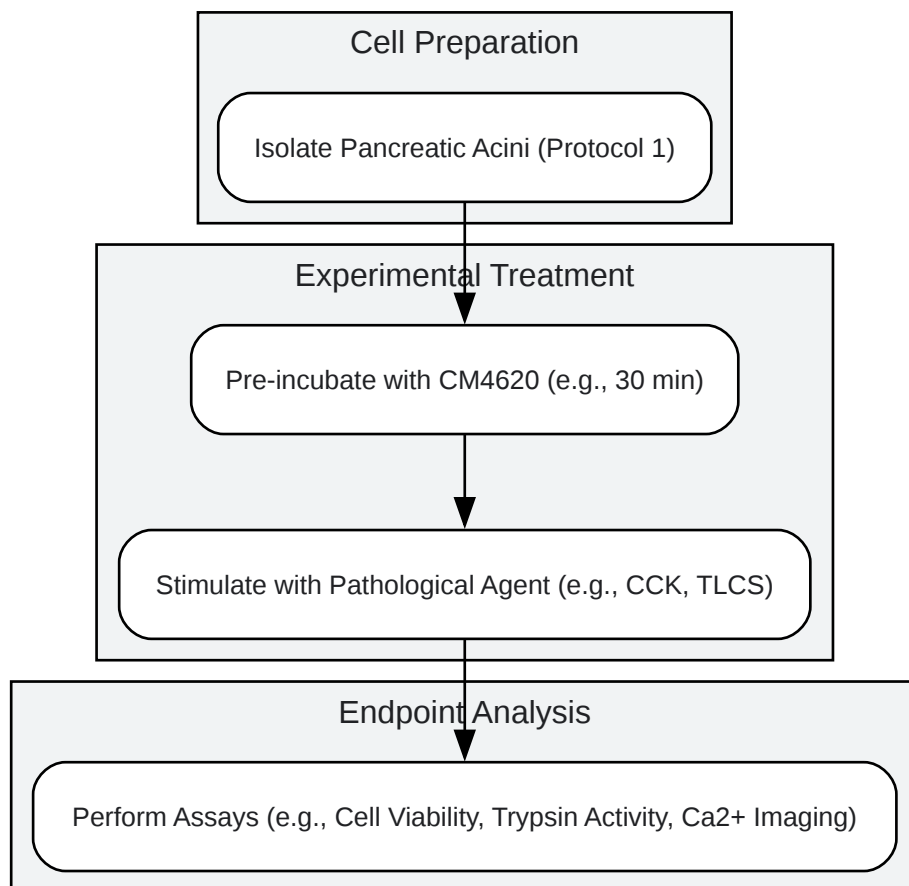 Cell Preparation
Isolate Pancreatic Acini (Protocol 1)
Experimental Treatment
Pre-incubate with CM4620 (e.g., 30 min)
Stimulate with Pathological Agent (e.g., CCK, TLCS)
Endpoint Analysis
Perform Assays (e.g., Cell Viability, Trypsin Activity, Ca2+ Imaging)